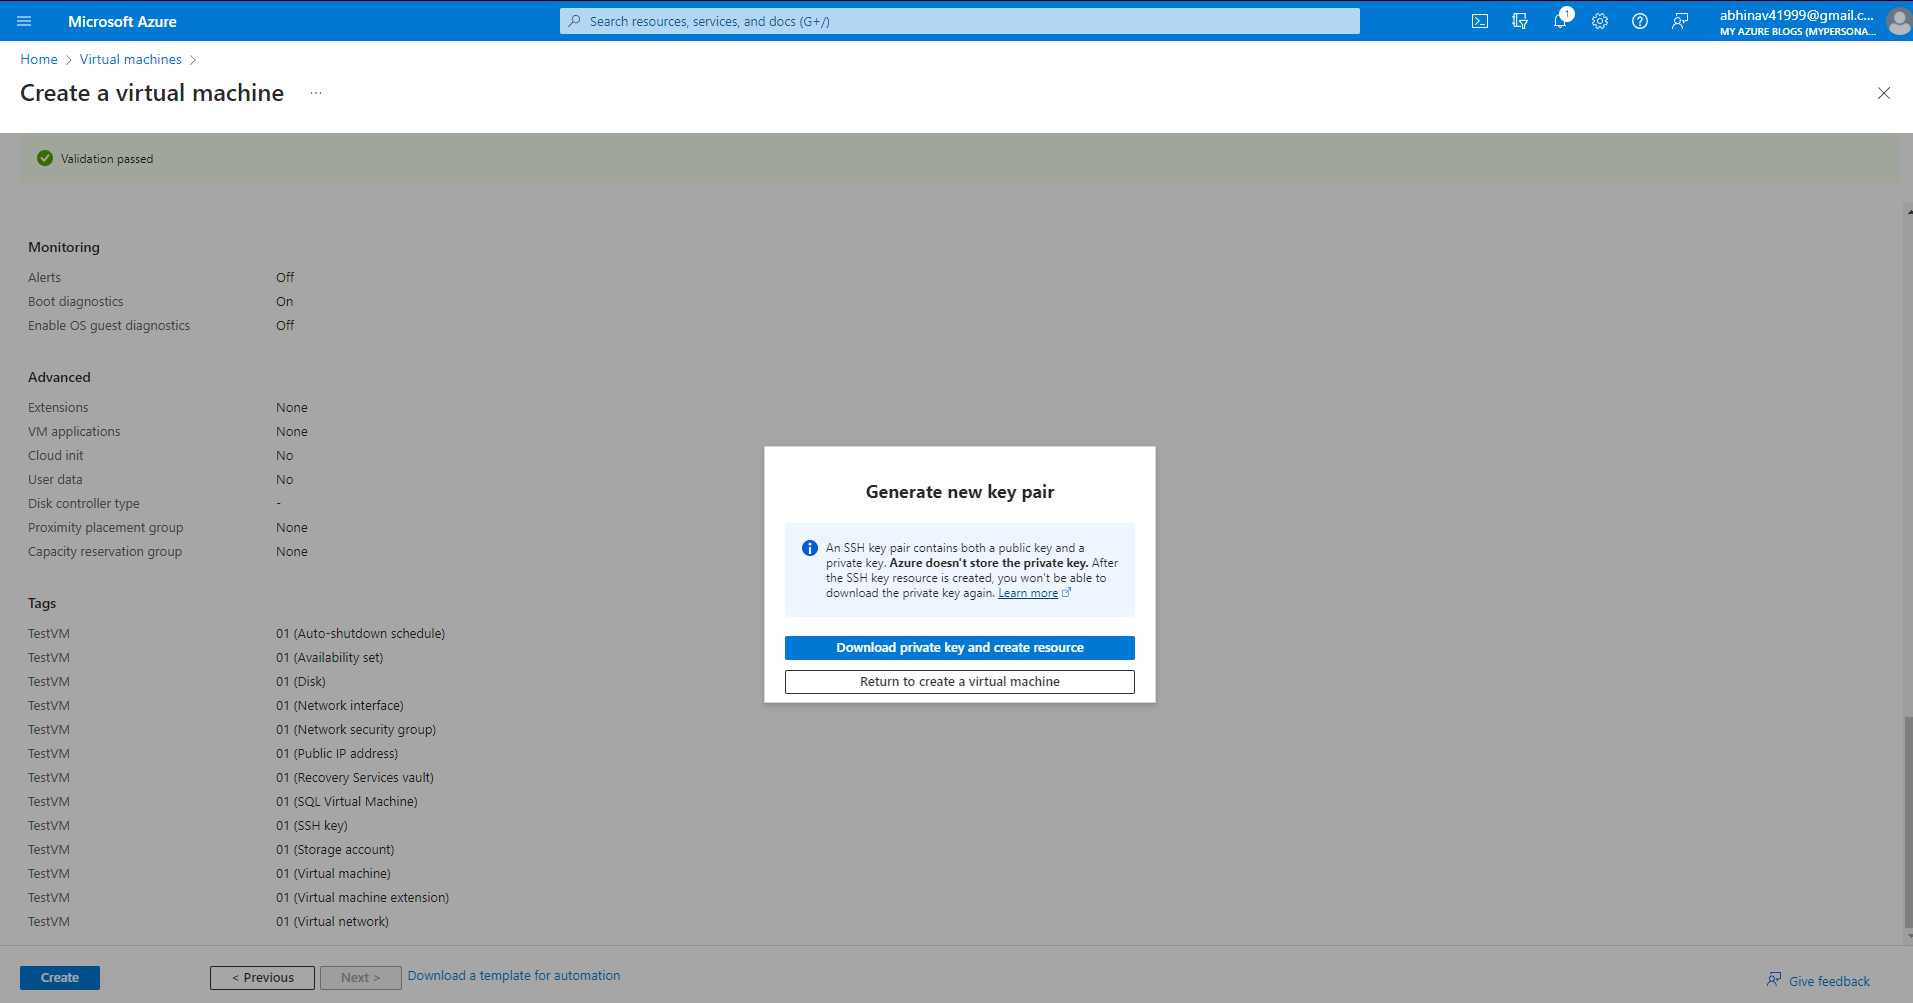 Microsoft Azure
Search resources, services, and docs (G+/)
1
abhinav41999@gmail.c...
MY AZURE BLOGS (MYPERSONA...
Home > Virtual machines >
Create a virtual machine ...
Validation passed
Monitoring
Alerts Off
Boot diagnostics On
Enable OS guest diagnostics Off
Advanced
Extensions None
VM applications None
Cloud init No
User data No
Disk controller type -
Proximity placement group None
Capacity reservation group None
Tags
TestVM 01 (Auto-shutdown schedule)
TestVM 01 (Availability set)
TestVM 01 (Disk)
TestVM 01 (Network interface)
TestVM 01 (Network security group)
TestVM 01 (Public IP address)
TestVM 01 (Recovery Services vault)
TestVM 01 (SQL Virtual Machine)
TestVM 01 (SSH key)
TestVM 01 (Storage account)
TestVM 01 (Virtual machine)
TestVM 01 (Virtual machine extension)
TestVM 01 (Virtual network)
Generate new key pair
An SSH key pair contains both a public key and a
private key. Azure doesn't store the private key. After
the SSH key resource is created, you won't be able to
download the private key again. Learn more
Download private key and create resource
Return to create a virtual machine
Create
< Previous
Next >
Download a template for automation
Give feedback